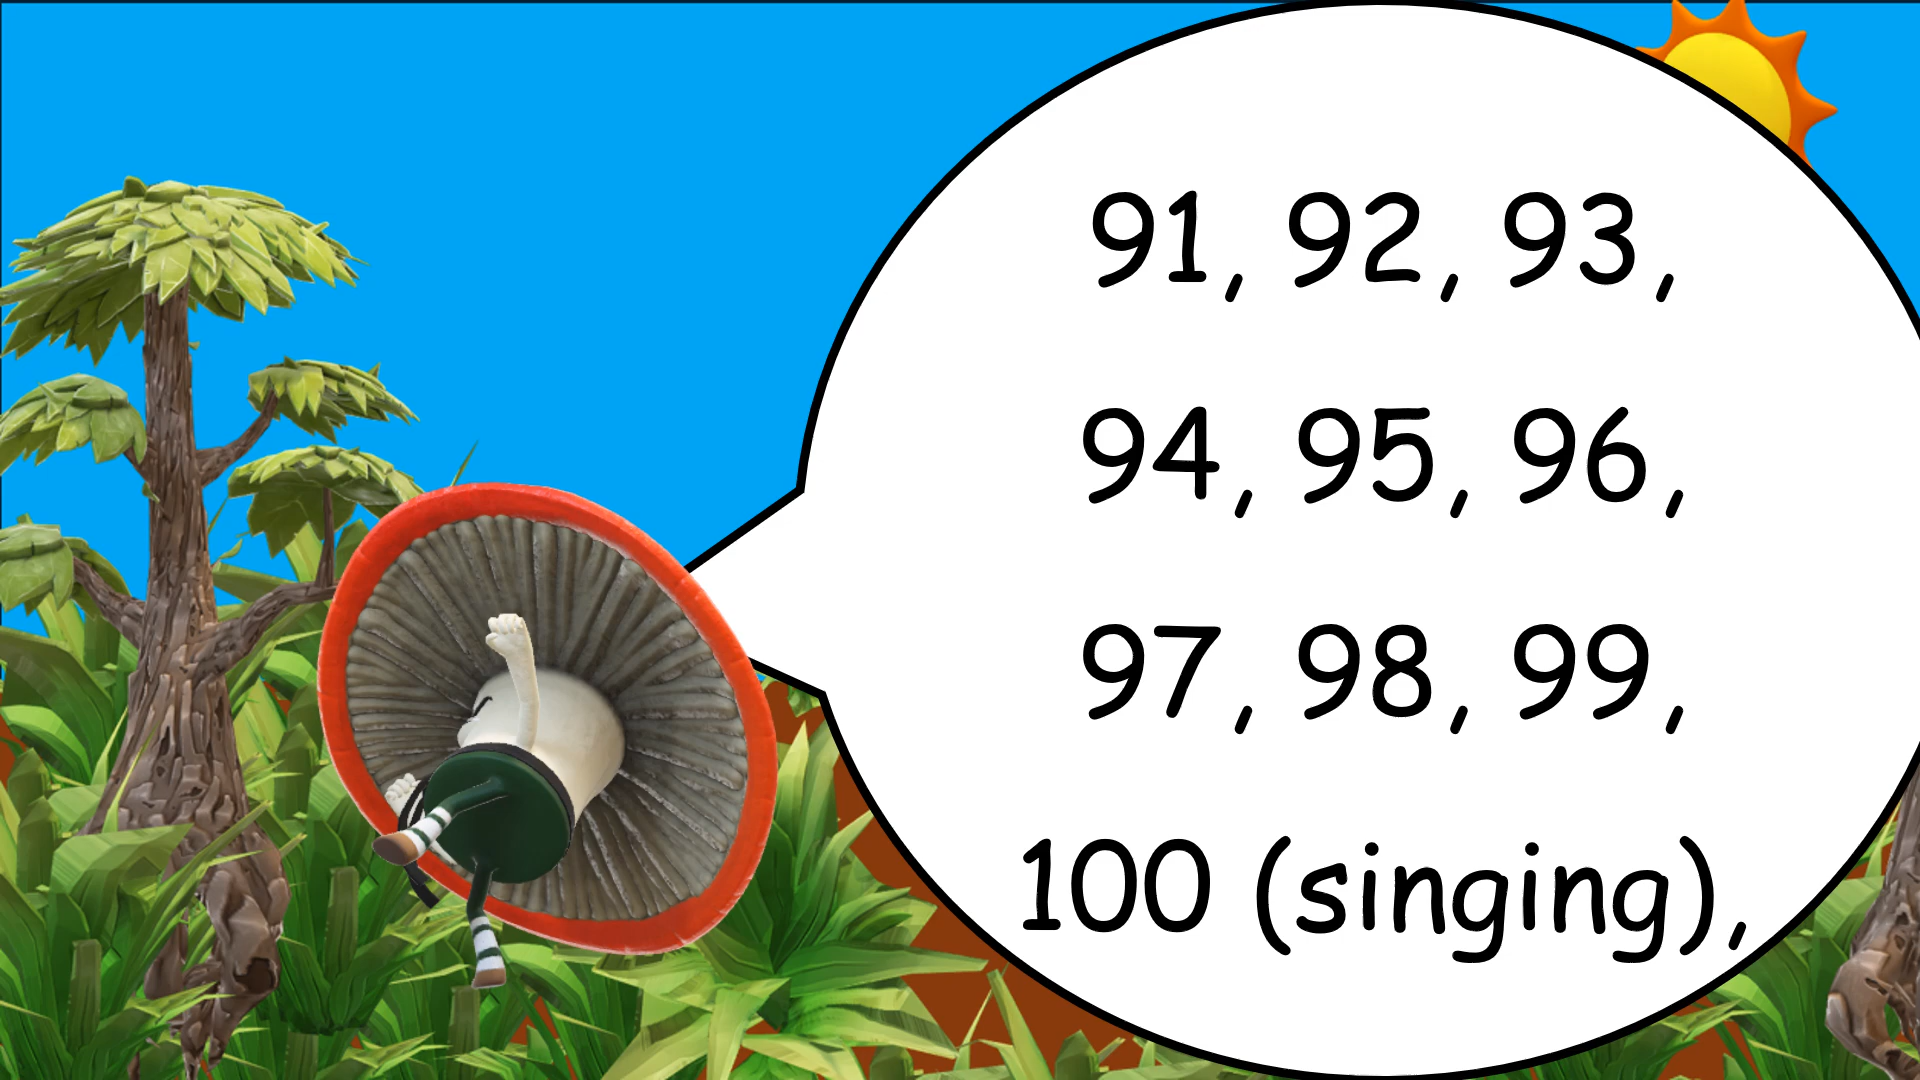 91, 92, 93,
94, 95, 96,
97, 98, 99,
100 (singing),